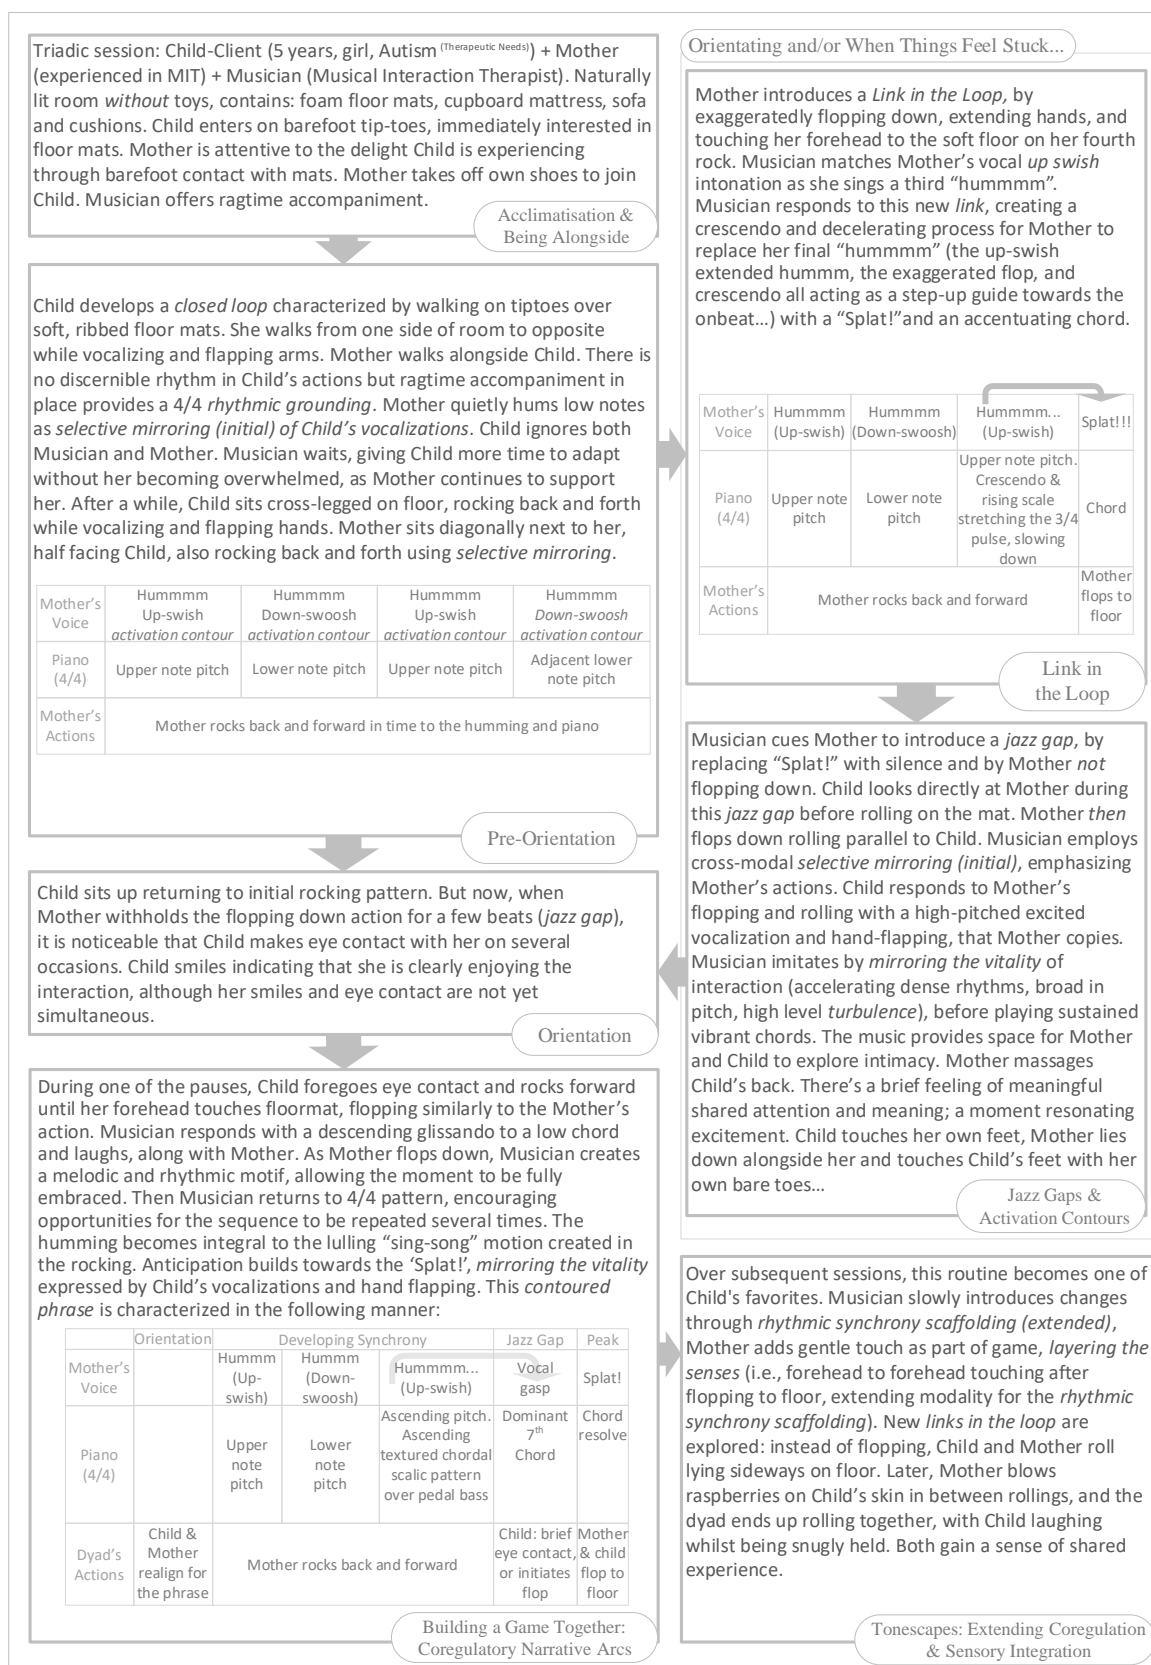 Triadic session: Child-Client (5 years, girl, Autism (Therapeutic Needs)) + Mother
(experienced in MIT) + Musician (Musical Interaction Therapist). Naturally
lit room without toys, contains: foam floor mats, cupboard mattress, sofa
and cushions. Child enters on barefoot tip-toes, immediately interested in
floor mats. Mother is attentive to the delight Child is experiencing
through barefoot contact with mats. Mother takes off own shoes to join
Child. Musician offers ragtime accompaniment.
Acclimatisation &
Being Alongside
Child develops a closed loop characterized by walking on tiptoes over
soft, ribbed floor mats. She walks from one side of room to opposite
while vocalizing and flapping arms. Mother walks alongside Child. There is
no discernible rhythm in Child's actions but ragtime accompaniment in
place provides a 4/4 rhythmic grounding. Mother quietly hums low notes
as selective mirroring (initial) of Child's vocalizations. Child ignores both
Musician and Mother. Musician waits, giving Child more time to adapt
without her becoming overwhelmed, as Mother continues to support
her. After a while, Child sits cross-legged on floor, rocking back and forth
while vocalizing and flapping hands. Mother sits diagonally next to her,
half facing Child, also rocking back and forth using selective mirroring.
Mother's Voice
Hummmm Up-swish activation contour
Hummmm Down-swoosh activation contour
Hummmm Up-swish activation contour
Hummmm Down-swoosh activation contour
Piano (4/4)
Upper note pitch
Lower note pitch
Upper note pitch
Adjacent lower note pitch
Mother's Actions
Mother rocks back and forward in time to the humming and piano
Pre-Orientation
Orientating and/or When Things Feel Stuck...
Mother introduces a Link in the Loop, by
exaggeratedly flopping down, extending hands, and
touching her forehead to the soft floor on her fourth
rock. Musician matches Mother's vocal up swish
intonation as she sings a third "hummmm".
Musician responds to this new link, creating a
crescendo and decelerating process for Mother to
replace her final "hummmm" (the up-swish
extended hummm, the exaggerated flop, and
crescendo all acting as a step-up guide towards the
onbeat…) with a "Splat!"and an accentuating chord.
Mother's Voice
Hummmm (Up-swish)
Hummmm (Down-swoosh)
Hummmm... (Up-swish)
Splat!!!
Piano (4/4)
Upper note pitch
Lower note pitch
Upper note pitch. Crescendo & rising scale stretching the 3/4 pulse, slowing down
Chord
Mother's Actions
Mother rocks back and forward
Mother flops to floor
Link in
the Loop
Musician cues Mother to introduce a jazz gap, by
replacing "Splat!" with silence and by Mother not
flopping down. Child looks directly at Mother during
this jazz gap before rolling on the mat. Mother then
flops down rolling parallel to Child. Musician employs
cross-modal selective mirroring (initial), emphasizing
Mother's actions. Child responds to Mother's
flopping and rolling with a high-pitched excited
vocalization and hand-flapping, that Mother copies.
Musician imitates by mirroring the vitality of
interaction (accelerating dense rhythms, broad in
pitch, high level turbulence), before playing sustained
vibrant chords. The music provides space for Mother
and Child to explore intimacy. Mother massages
Child's back. There's a brief feeling of meaningful
shared attention and meaning; a moment resonating
excitement. Child touches her own feet, Mother lies
down alongside her and touches Child's feet with her
own bare toes…
Jazz Gaps &
Activation Contours
Child sits up returning to initial rocking pattern. But now, when
Mother withholds the flopping down action for a few beats (jazz gap),
it is noticeable that Child makes eye contact with her on several
occasions. Child smiles indicating that she is clearly enjoying the
interaction, although her smiles and eye contact are not yet
simultaneous.
Orientation
During one of the pauses, Child foregoes eye contact and rocks forward
until her forehead touches floormat, flopping similarly to the Mother's
action. Musician responds with a descending glissando to a low chord
and laughs, along with Mother. As Mother flops down, Musician creates
a melodic and rhythmic motif, allowing the moment to be fully
embraced. Then Musician returns to 4/4 pattern, encouraging
opportunities for the sequence to be repeated several times. The
humming becomes integral to the lulling "sing-song" motion created in
the rocking. Anticipation builds towards the 'Splat!', mirroring the vitality
expressed by Child's vocalizations and hand flapping. This contoured
phrase is characterized in the following manner:
Orientation
Developing Synchrony
Jazz Gap
Peak
Mother's Voice
Hummm (Up-swish)
Hummm (Down-swoosh)
Hummmm... (Up-swish)
Vocal gasp
Splat!
Piano (4/4)
Upper note pitch
Lower note pitch
Ascending pitch. Ascending textured chordal scalic pattern over pedal bass
Dominant 7th Chord
Chord resolve
Dyad's Actions
Child & Mother realign for the phrase
Mother rocks back and forward
Child: brief eye contact, or initiates flop
Mother & child flop to floor
Building a Game Together:
Coregulatory Narrative Arcs
Over subsequent sessions, this routine becomes one of
Child's favorites. Musician slowly introduces changes
through rhythmic synchrony scaffolding (extended),
Mother adds gentle touch as part of game, layering the
senses (i.e., forehead to forehead touching after
flopping to floor, extending modality for the rhythmic
synchrony scaffolding). New links in the loop are
explored: instead of flopping, Child and Mother roll
lying sideways on floor. Later, Mother blows
raspberries on Child's skin in between rollings, and the
dyad ends up rolling together, with Child laughing
whilst being snugly held. Both gain a sense of shared
experience.
Tonescapes: Extending Coregulation
& Sensory Integration